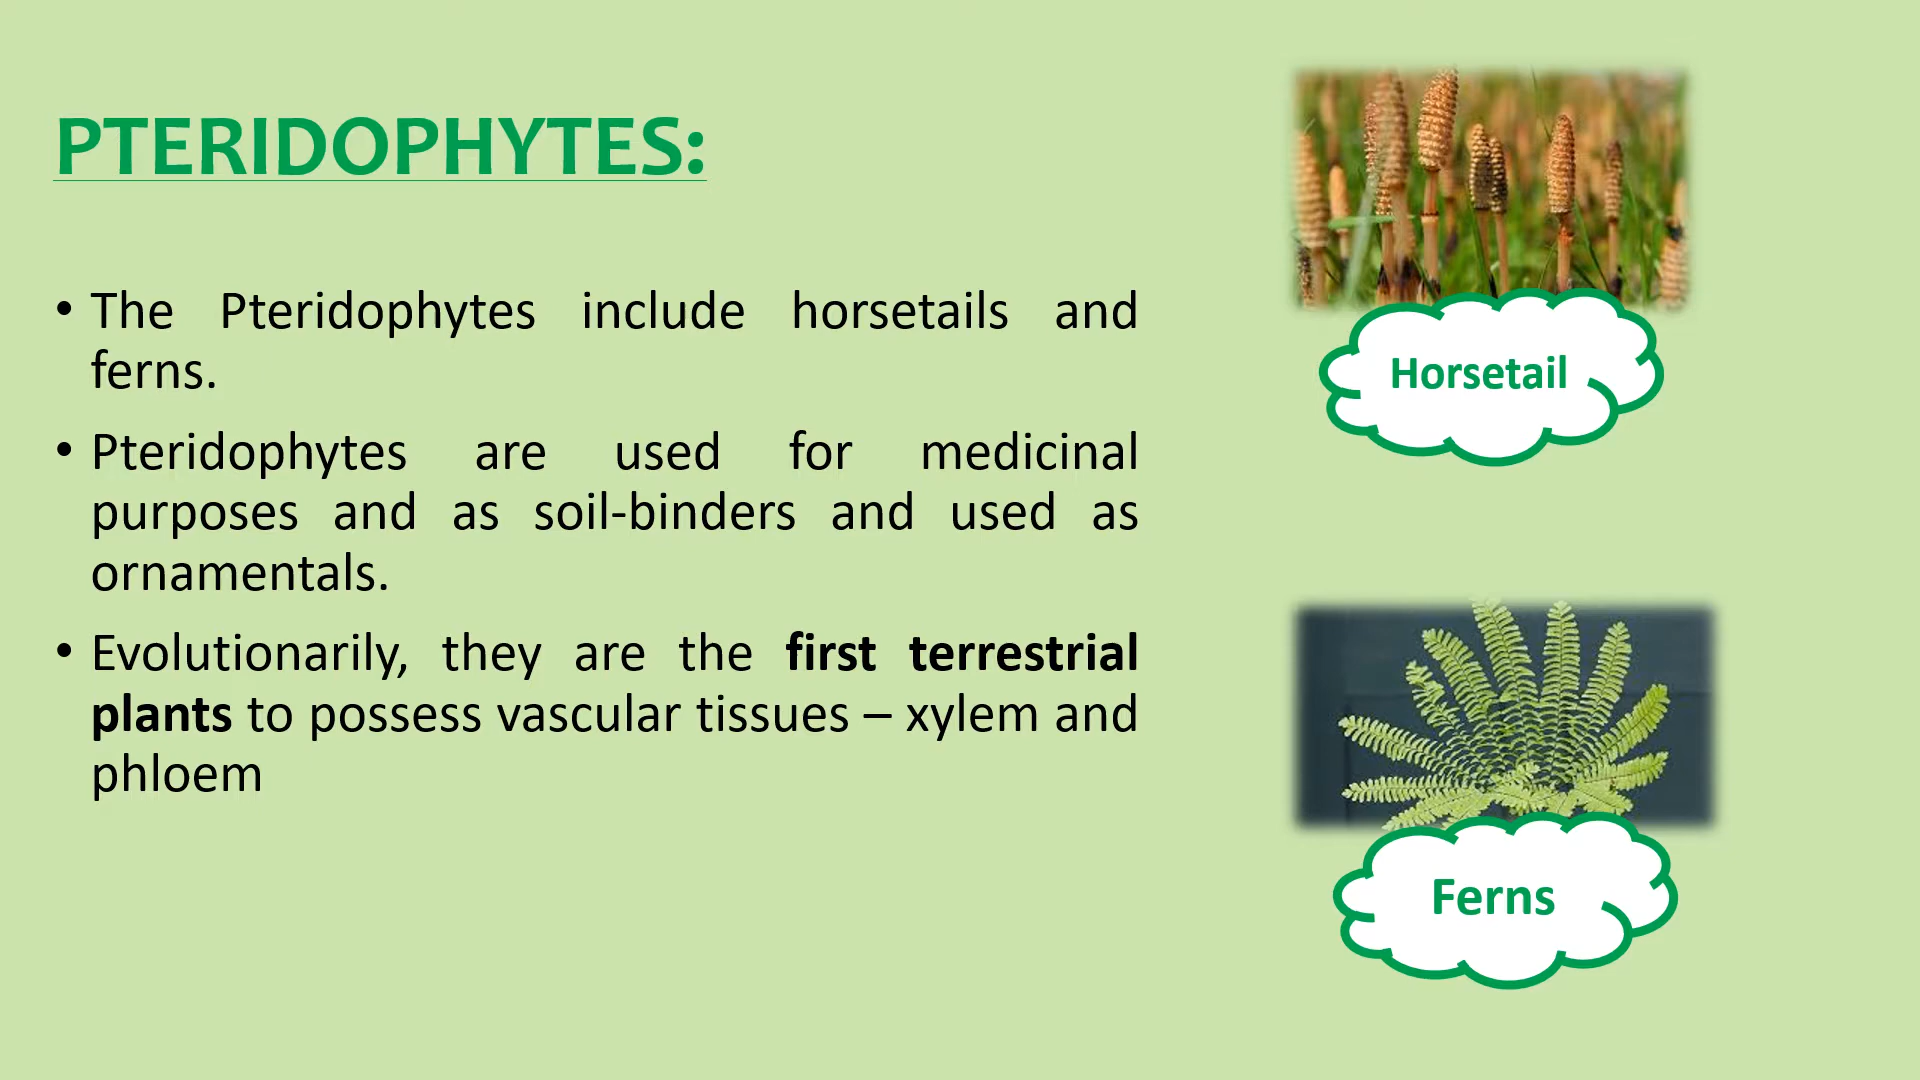 PTERIDOPHYTES:
• The Pteridophytes include horsetails and
ferns.
• Pteridophytes are used for medicinal
purposes and as soil-binders and used as
ornamentals.
• Evolutionarily, they are the first terrestrial
plants to possess vascular tissues – xylem and
phloem
Horsetail
Ferns